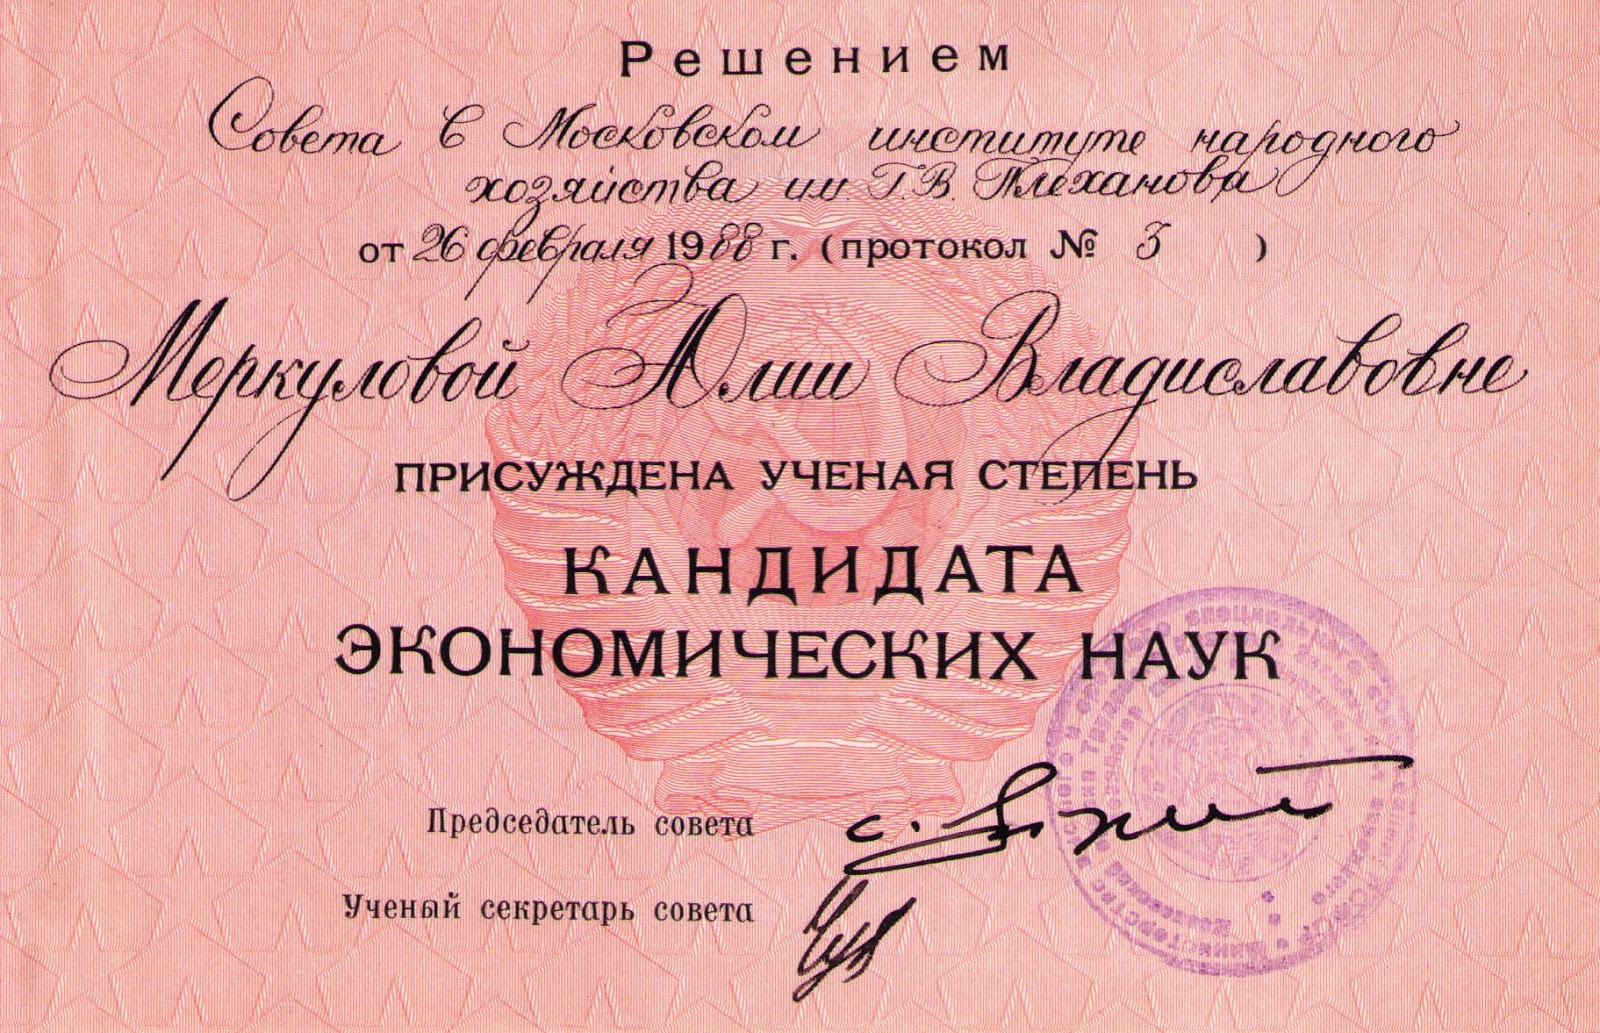 Решением
Совета в Московском институте народного
хозяйства им. Г.В. Плеханова
от 26 февраля 1988 г. (протокол № 3 )
Меркуловой Юлии Владиславовне
ПРИСУЖДЕНА УЧЕНАЯ СТЕПЕНЬ
КАНДИДАТА
ЭКОНОМИЧЕСКИХ НАУК
Председатель совета
Ученый секретарь совета